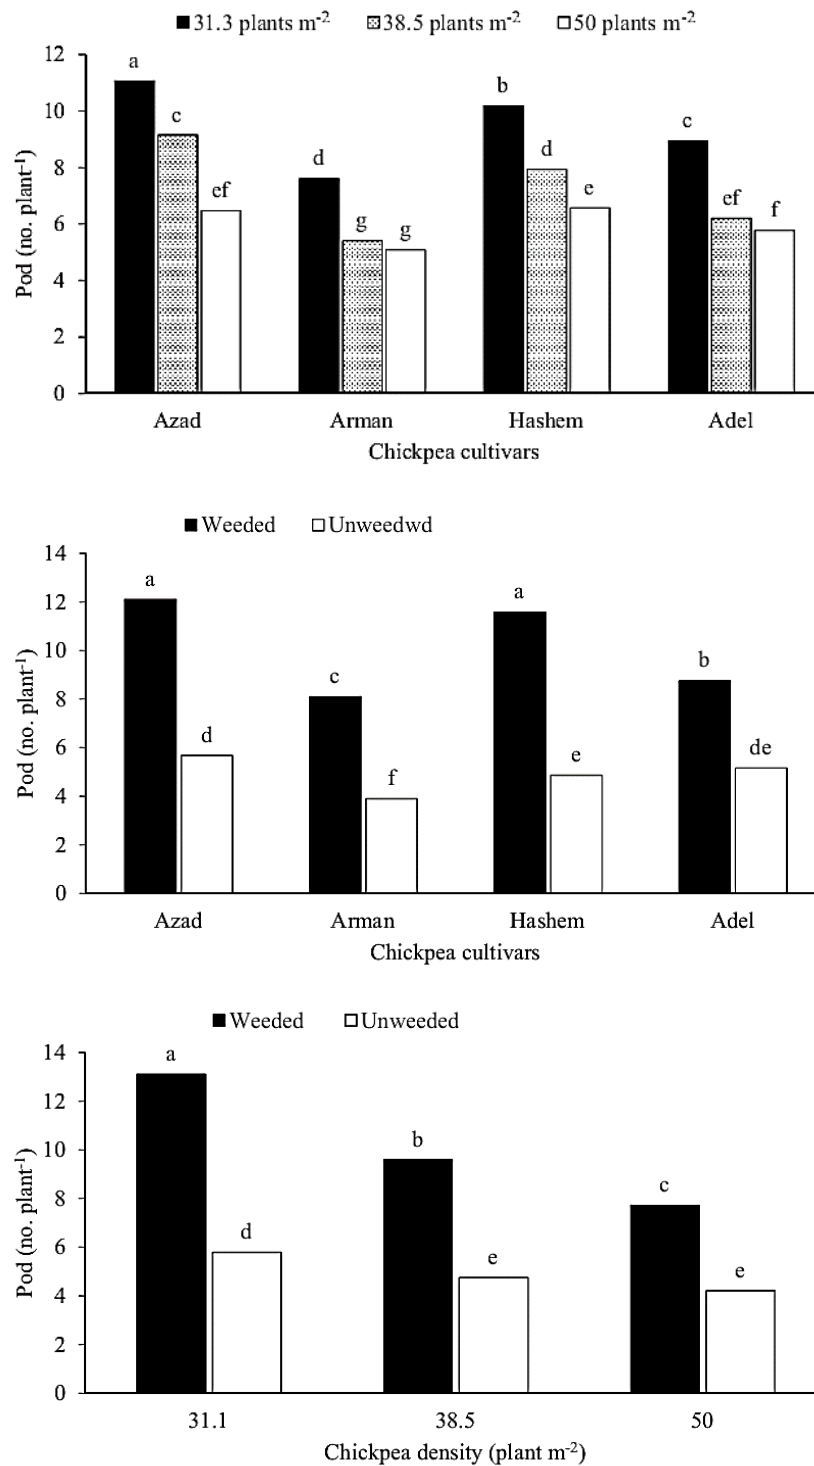 31.3 plants m⁻² 38.5 plants m⁻² 50 plants m⁻²
Pod (no. plant⁻¹)
12
10
8
6
4
2
0
a c ef d g g b d e c ef f
Azad Arman Hashem Adel
Chickpea cultivars
Weeded Unweedwd
Pod (no. plant⁻¹)
14
12
10
8
6
4
2
0
a d c f a e b de
Azad Arman Hashem Adel
Chickpea cultivars
Weeded Unweeded
Pod (no. plant⁻¹)
14
12
10
8
6
4
2
0
a d b e c e
31.1 38.5 50
Chickpea density (plant m⁻²)